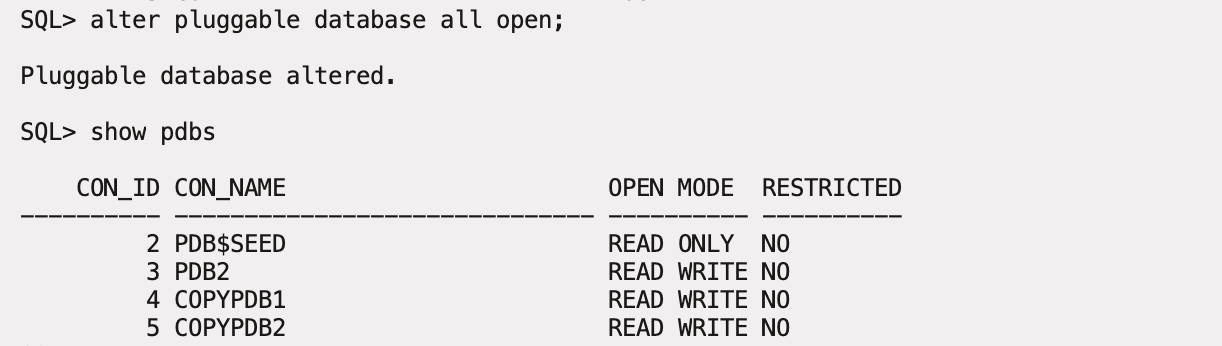 SQL> alter pluggable database all open;
Pluggable database altered.
SQL> show pdbs
    CON_ID CON_NAME                       OPEN MODE  RESTRICTED
---------- ------------------------------ ---------- ----------
         2 PDB$SEED                       READ ONLY  NO
         3 PDB2                           READ WRITE NO
         4 COPYPDB1                       READ WRITE NO
         5 COPYPDB2                       READ WRITE NO